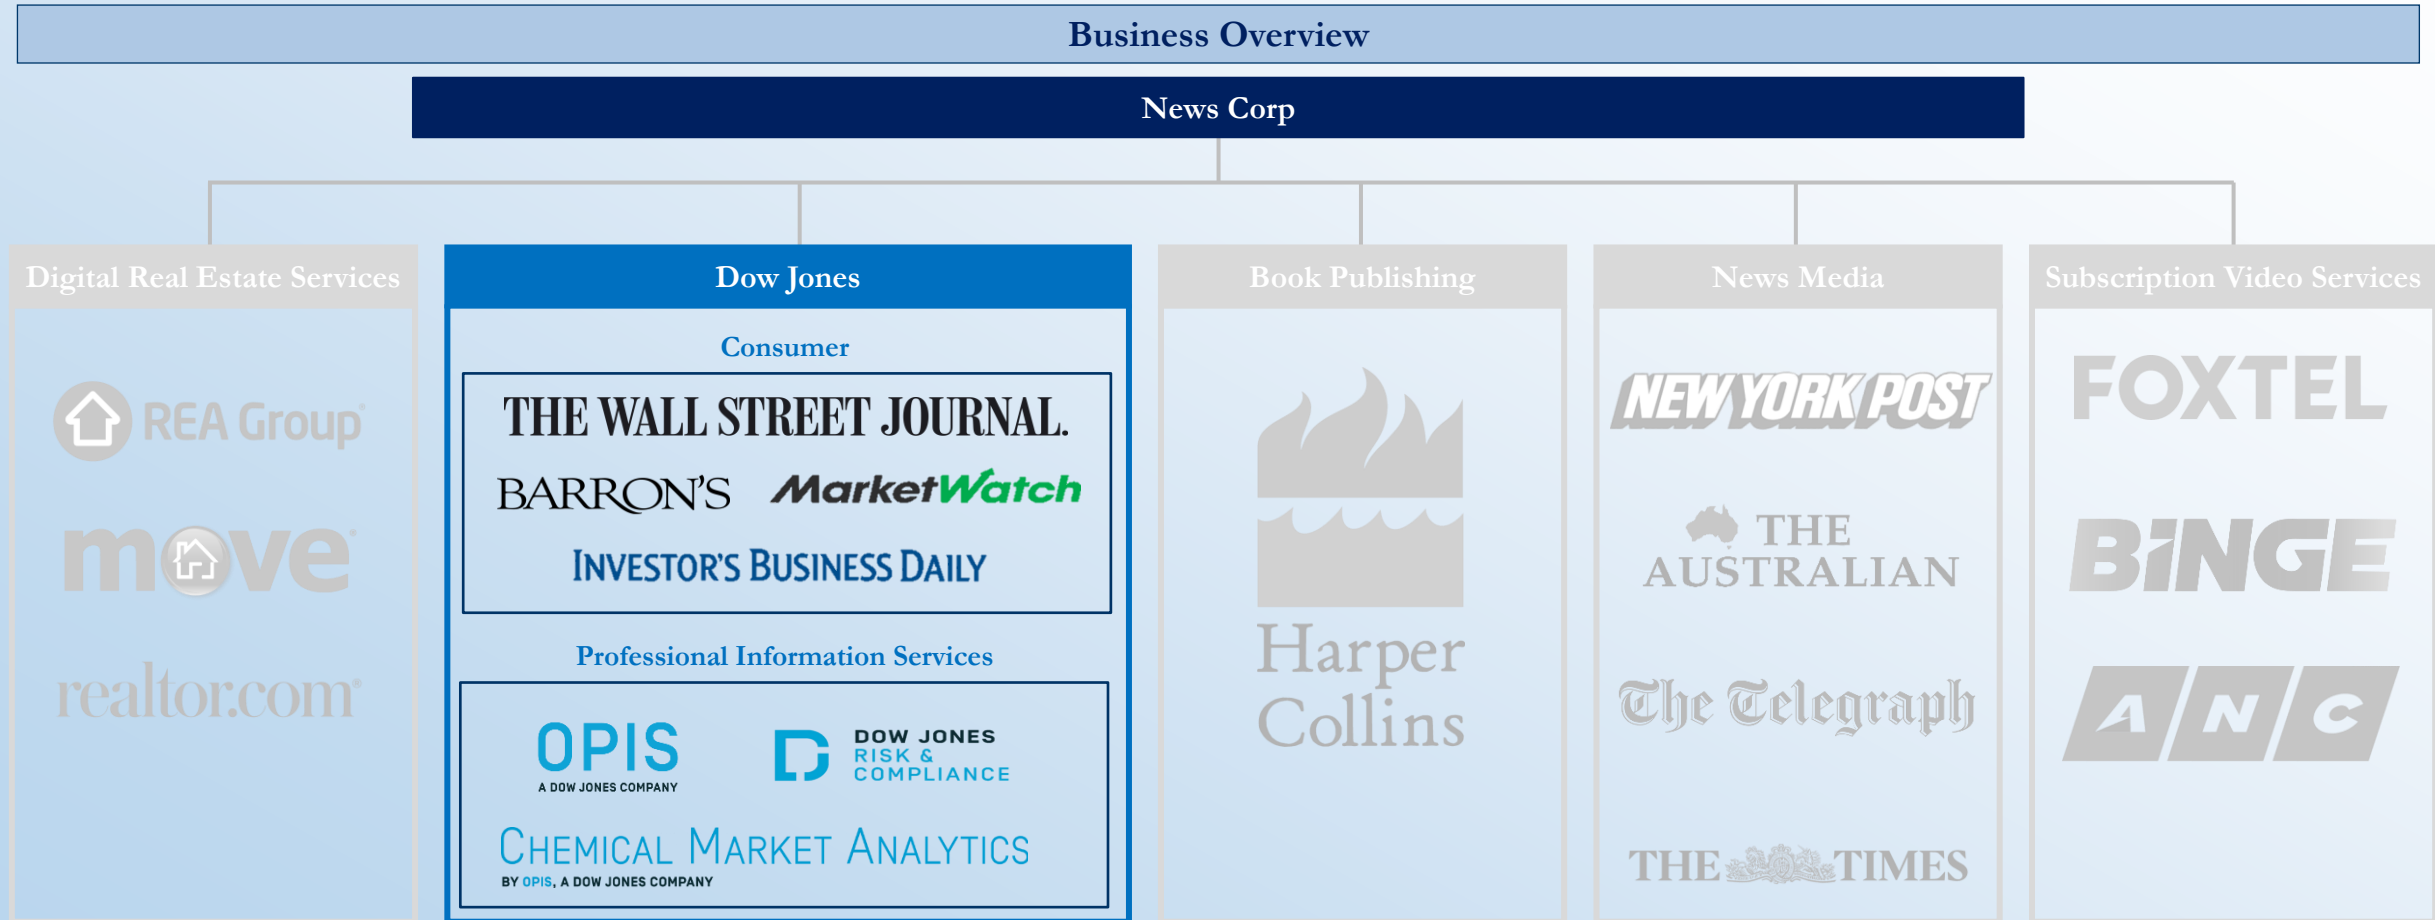 Business Overview
News Corp
Digital Real Estate Services
REA Group
move
realtor.com®
Dow Jones
Consumer
THE WALL STREET JOURNAL.
BARRON'S
MarketWatch
INVESTOR'S BUSINESS DAILY
Professional Information Services
OPIS
A DOW JONES COMPANY
DOW JONES
RISK &
COMPLIANCE
CHEMICAL MARKET ANALYTICS
BY OPIS, A DOW JONES COMPANY
Book Publishing
Harper
Collins
News Media
NEW YORK POST
THE
AUSTRALIAN
The Telegraph
THE TIMES
Subscription Video Services
FOXTEL
BiNGE
ANC